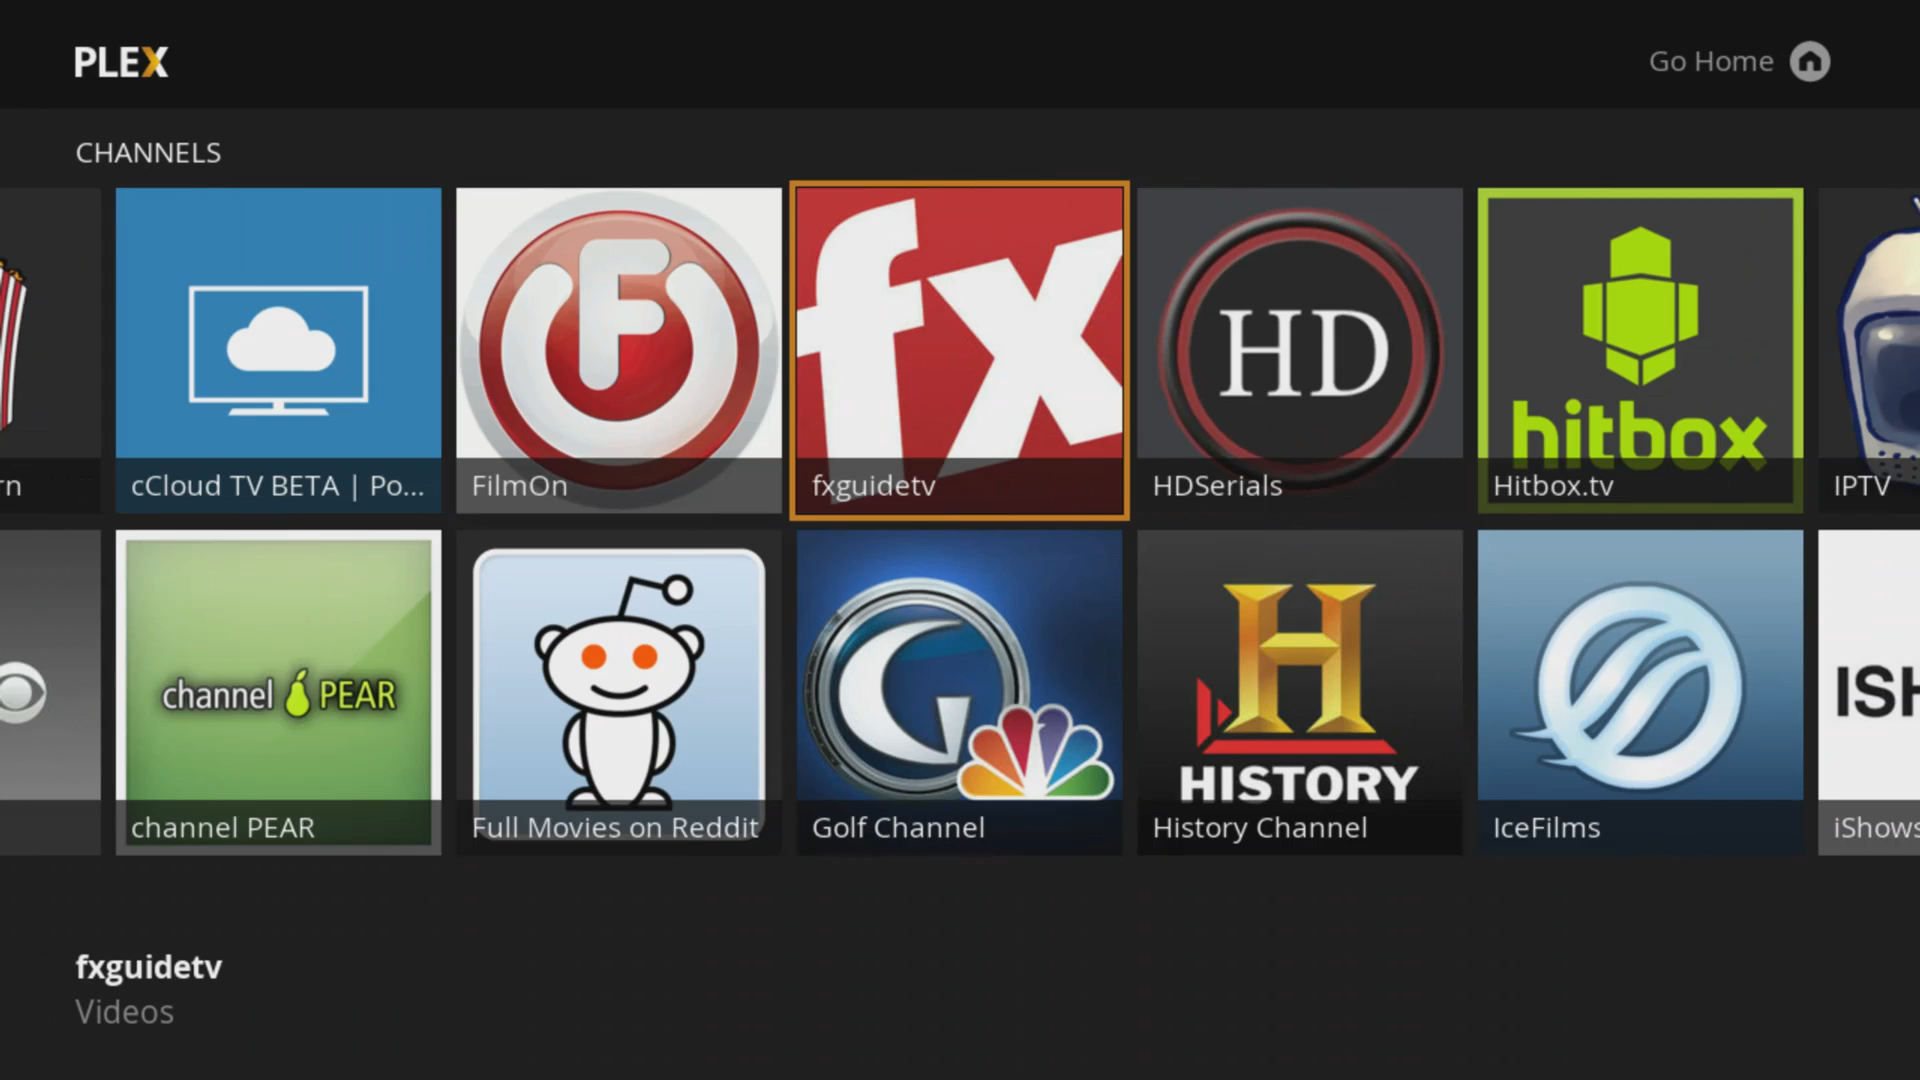 PLEX
Go Home
CHANNELS
F
fx
HD
hitbox
rn
cCloud TV BETA | Po...
FilmOn
fxguidetv
HDSerials
Hitbox.tv
IPTV
channel PEAR
G
H
HISTORY
ISH
channel PEAR
Full Movies on Reddit
Golf Channel
History Channel
IceFilms
iShows
fxguidetv
Videos